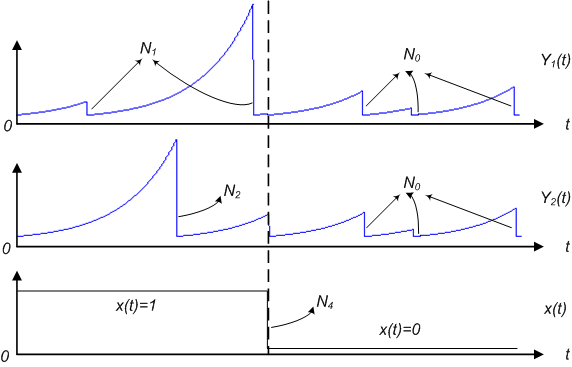 N1
N0
Y1(t)
0
t
N2
N0
Y2(t)
0
t
x(t)=1
N4
x(t)=0
x(t)
0
t